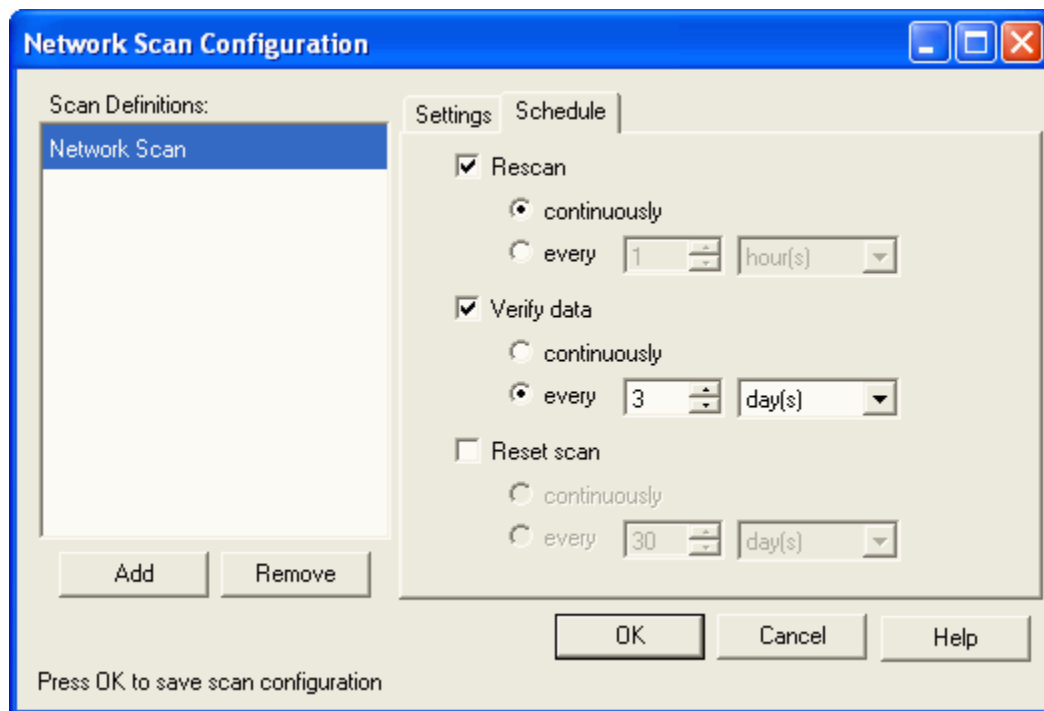 Network Scan Configuration
Scan Definitions:
Network Scan
Add Remove
Settings Schedule
Rescan
continuously
every 1 hour(s)
Verify data
continuously
every 3 day(s)
Reset scan
continuously
every 30 day(s)
OK Cancel Help
Press OK to save scan configuration